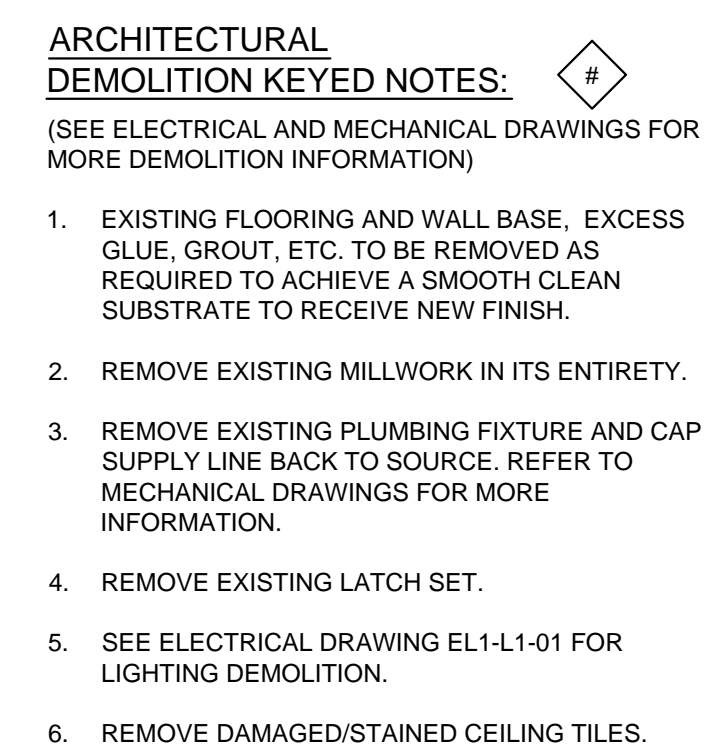 ARCHITECTURAL
DEMOLITION KEYED NOTES: #
(SEE ELECTRICAL AND MECHANICAL DRAWINGS FOR
MORE DEMOLITION INFORMATION)
1. EXISTING FLOORING AND WALL BASE, EXCESS
GLUE, GROUT, ETC. TO BE REMOVED AS
REQUIRED TO ACHIEVE A SMOOTH CLEAN
SUBSTRATE TO RECEIVE NEW FINISH.
2. REMOVE EXISTING MILLWORK IN ITS ENTIRETY.
3. REMOVE EXISTING PLUMBING FIXTURE AND CAP
SUPPLY LINE BACK TO SOURCE. REFER TO
MECHANICAL DRAWINGS FOR MORE
INFORMATION.
4. REMOVE EXISTING LATCH SET.
5. SEE ELECTRICAL DRAWING EL1-L1-01 FOR
LIGHTING DEMOLITION.
6. REMOVE DAMAGED/STAINED CEILING TILES.